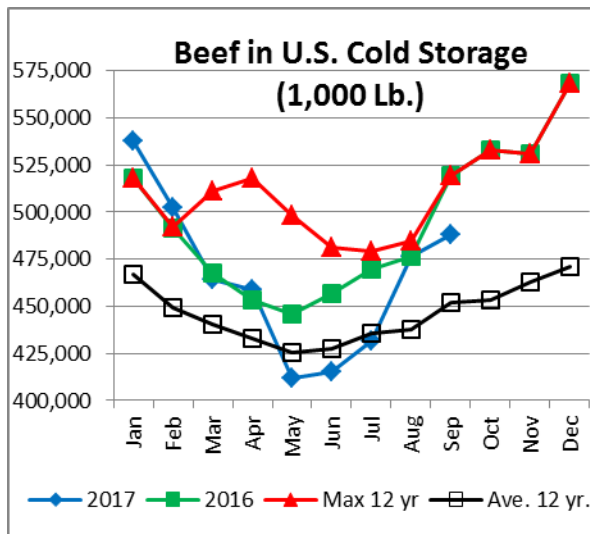 Beef in U.S. Cold Storage
(1,000 Lb.)
575,000
550,000
525,000
500,000
475,000
450,000
425,000
400,000
Jan Feb Mar Apr May Jun Jul Aug Sep Oct Nov Dec
2017 2016 Max 12 yr Ave. 12 yr.